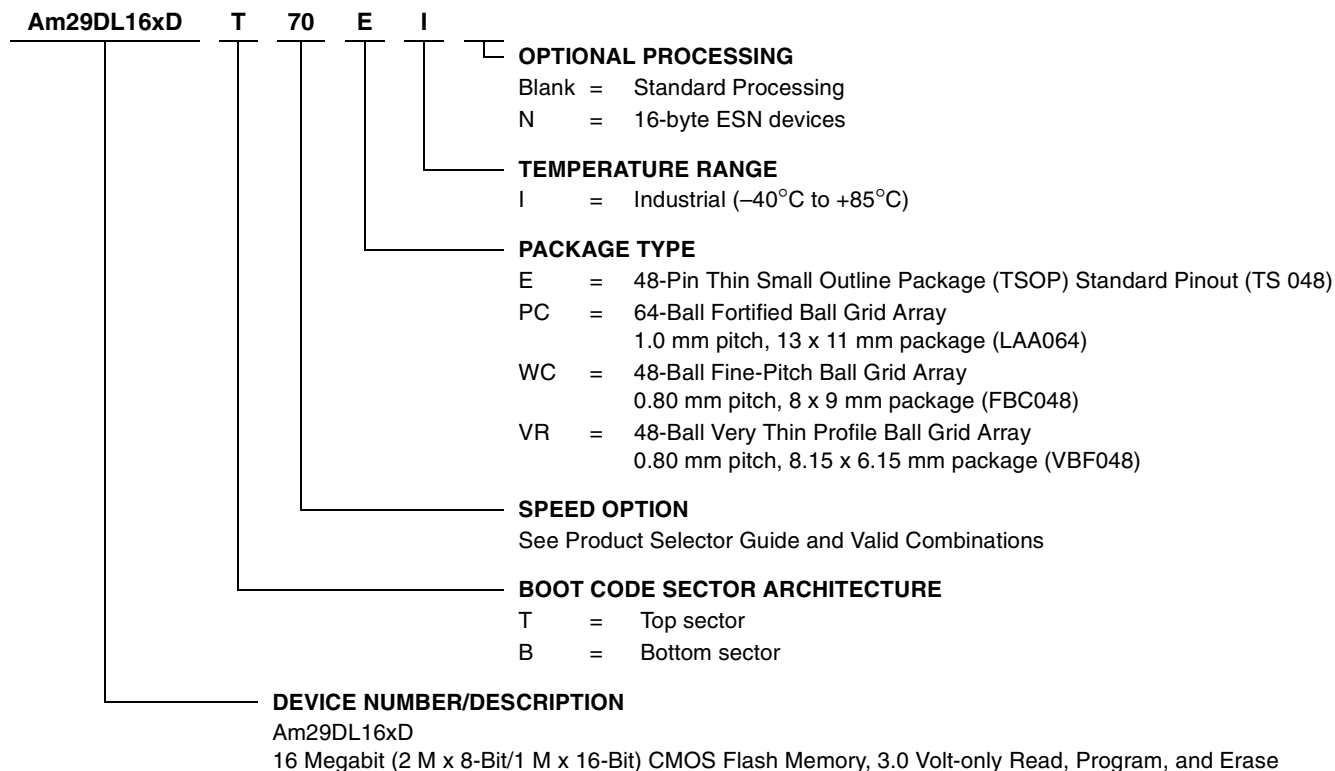 Am29DL16xD T 70 E I
OPTIONAL PROCESSING
Blank = Standard Processing
N = 16-byte ESN devices
TEMPERATURE RANGE
I = Industrial (–40°C to +85°C)
PACKAGE TYPE
E = 48-Pin Thin Small Outline Package (TSOP) Standard Pinout (TS 048)
PC = 64-Ball Fortified Ball Grid Array
1.0 mm pitch, 13 x 11 mm package (LAA064)
WC = 48-Ball Fine-Pitch Ball Grid Array
0.80 mm pitch, 8 x 9 mm package (FBC048)
VR = 48-Ball Very Thin Profile Ball Grid Array
0.80 mm pitch, 8.15 x 6.15 mm package (VBF048)
SPEED OPTION
See Product Selector Guide and Valid Combinations
BOOT CODE SECTOR ARCHITECTURE
T = Top sector
B = Bottom sector
DEVICE NUMBER/DESCRIPTION
Am29DL16xD
16 Megabit (2 M x 8-Bit/1 M x 16-Bit) CMOS Flash Memory, 3.0 Volt-only Read, Program, and Erase